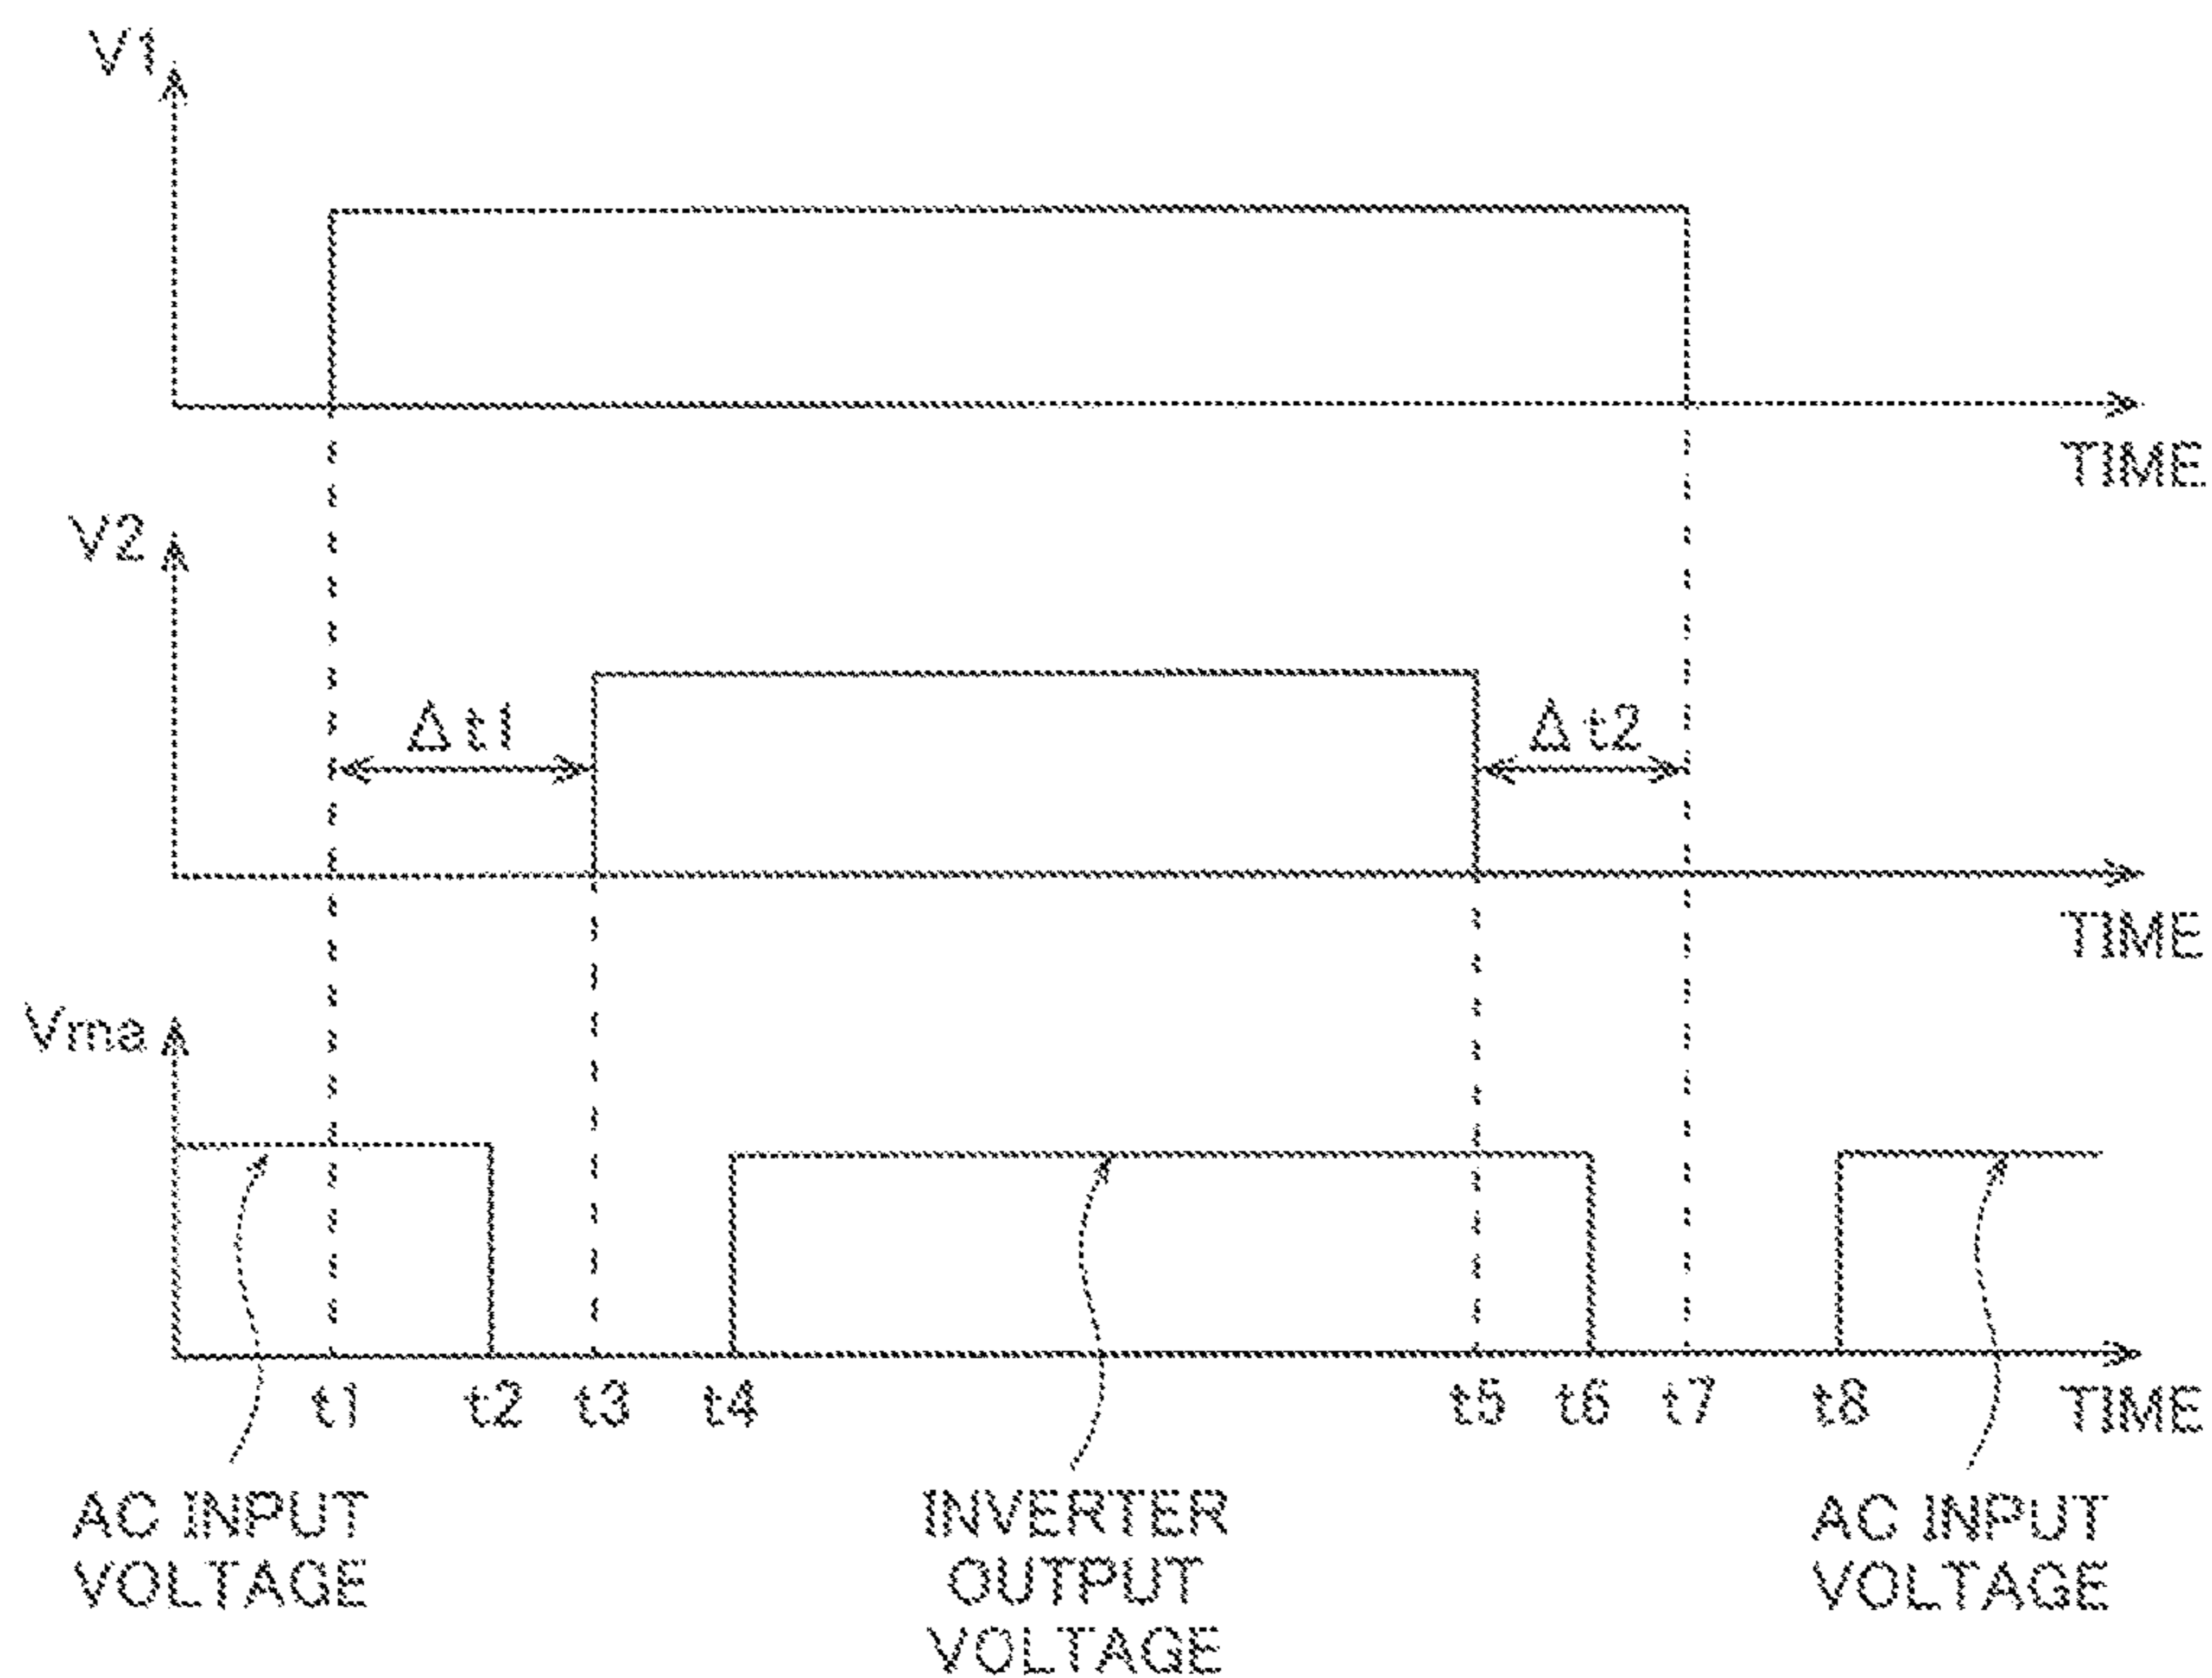 V1
TIME
V2
Δt1
Δt2
TIME
Vma
t1 t2 t3 t4 t5 t6 t7 t8 TIME
AC INPUT
VOLTAGE
INVERTER
OUTPUT
VOLTAGE
AC INPUT
VOLTAGE